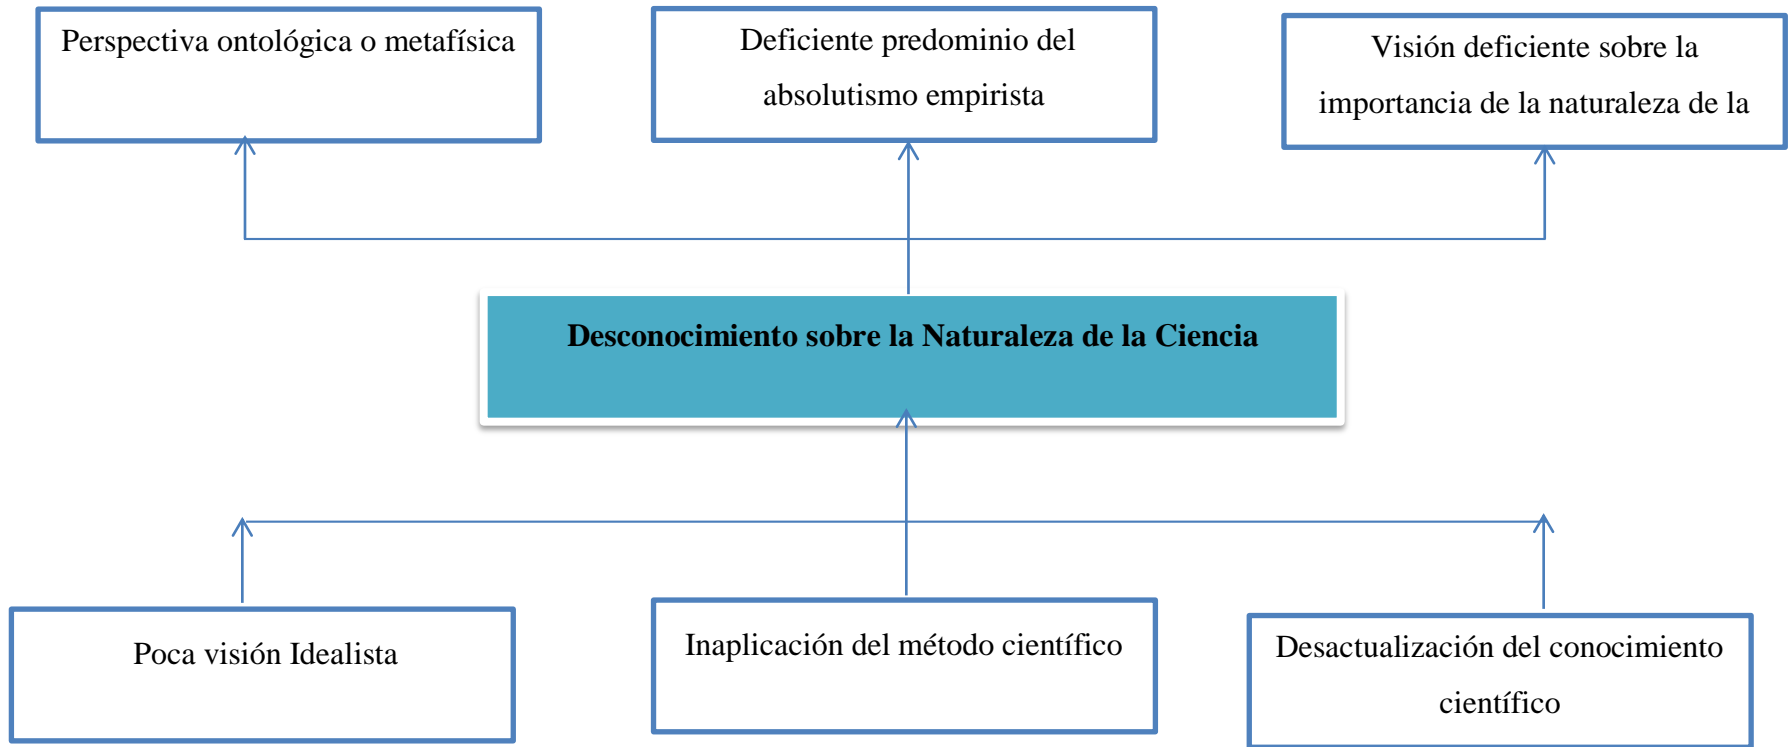 Perspectiva ontológica o metafísica
Deficiente predominio del
absolutismo empirista
Visión deficiente sobre la
importancia de la naturaleza de la
Desconocimiento sobre la Naturaleza de la Ciencia
Poca visión Idealista
Inaplicación del método científico
Desactualización del conocimiento
científico